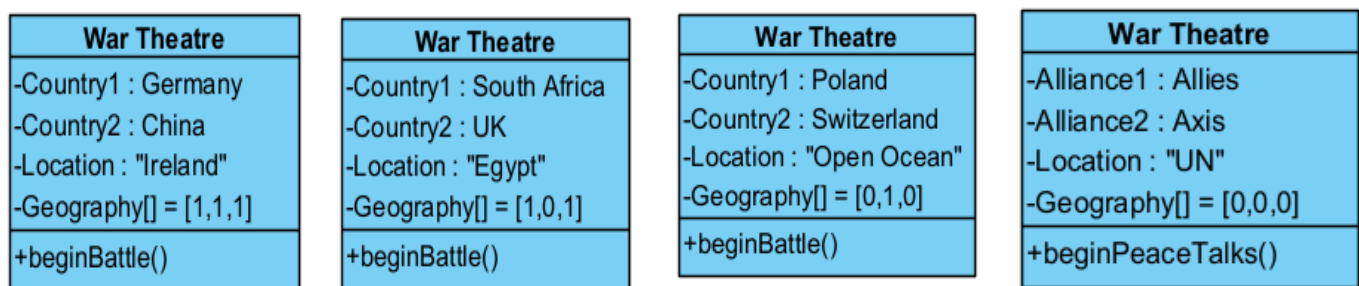 War Theatre
-Country1 : Germany
-Country2 : China
-Location : "Ireland"
-Geography[] = [1,1,1]
+beginBattle()
War Theatre
-Country1 : South Africa
-Country2 : UK
-Location : "Egypt"
-Geography[] = [1,0,1]
+beginBattle()
War Theatre
-Country1 : Poland
-Country2 : Switzerland
-Location : "Open Ocean"
-Geography[] = [0,1,0]
+beginBattle()
War Theatre
-Alliance1 : Allies
-Alliance2 : Axis
-Location : "UN"
-Geography[] = [0,0,0]
+beginPeaceTalks()